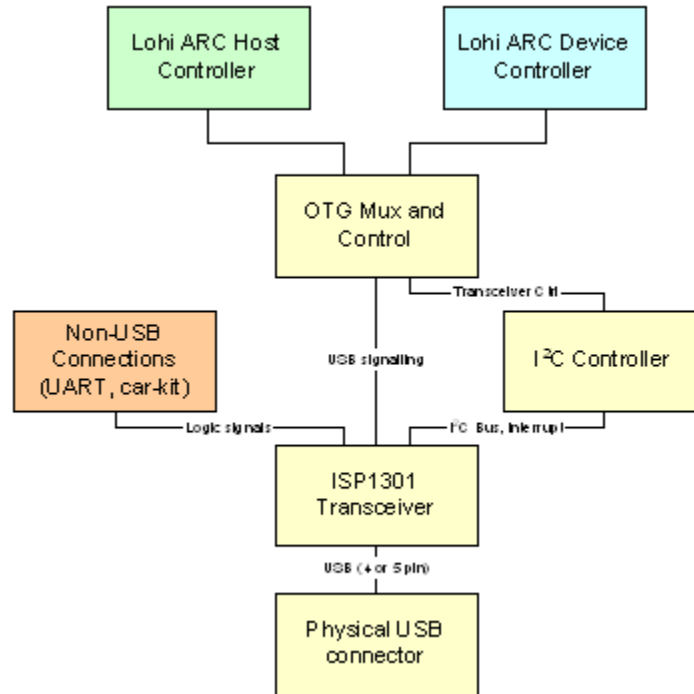 Lohi ARC Host
Controller
Lohi ARC Device
Controller
OTG Mux and
Control
Transceiver Ctrl
Non-USB
Connections
(UART, car-kit)
USB signalling
I²C Controller
Logic signals
I²C Bus, Interrupt
ISP1301
Transceiver
USB (4 or 5 pin)
Physical USB
connector